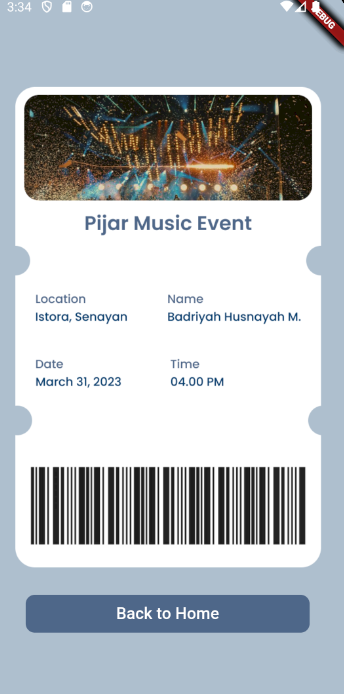 3:34
DEBUG
Pijar Music Event
Location
Name
Istora, Senayan
Badriyah Husnayah M.
Date
Time
March 31, 2023
04.00 PM
Back to Home